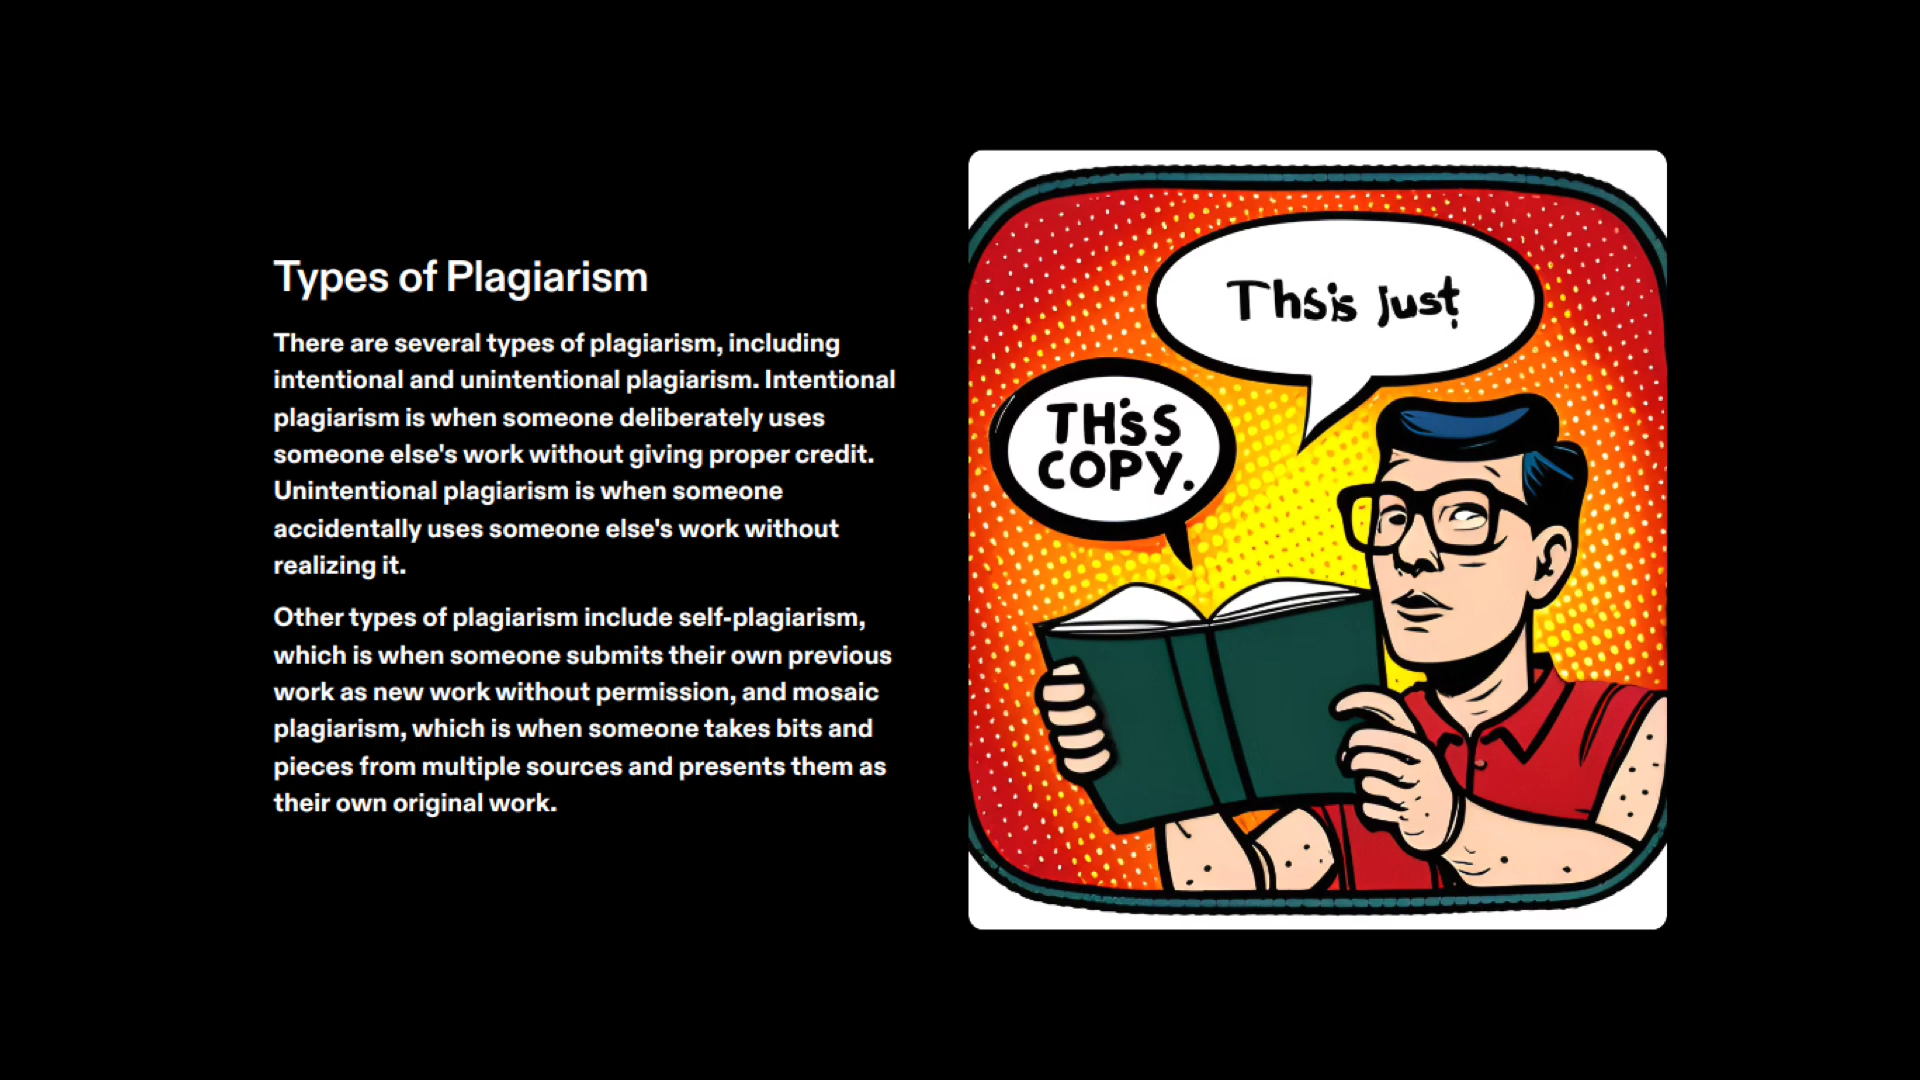 Types of Plagiarism
There are several types of plagiarism, including
intentional and unintentional plagiarism. Intentional
plagiarism is when someone deliberately uses
someone else's work without giving proper credit.
Unintentional plagiarism is when someone
accidentally uses someone else's work without
realizing it.
Other types of plagiarism include self-plagiarism,
which is when someone submits their own previous
work as new work without permission, and mosaic
plagiarism, which is when someone takes bits and
pieces from multiple sources and presents them as
their own original work.
Thsis just
THiSS
COPY.